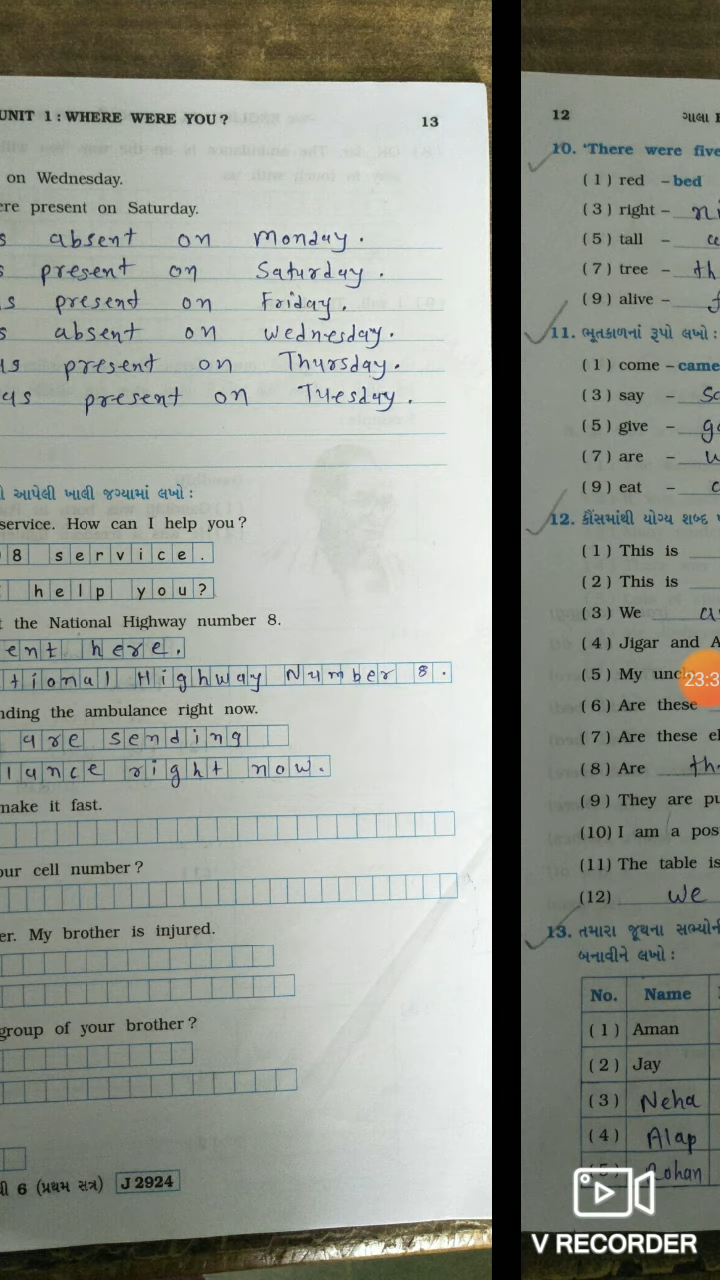 UNIT 1 : WHERE WERE YOU ?
13
on Wednesday.
ere present on Saturday.
s absent on Monday.
s present on Saturday.
as present on Friday.
s absent on Wednesday.
as present on Thursday.
as present on Tuesday.
આપેલી ખાલી જગ્યામાં લખો :
service. How can I help you ?
8 service.
help you?
the National Highway number 8.
ent here.
tional Highway Number 8.
nding the ambulance right now.
are sending
lance right now.
make it fast.
our cell number ?
er. My brother is injured.
group of your brother ?
6 (પ્રથમ સત્ર) J 2924
12
ગાલા
10. 'There were five
( 1 ) red - bed
( 3 ) right - ni
( 5 ) tall -
( 7 ) tree - th
( 9 ) alive - f
11. ભૂતકાળનાં રૂપો લખો :
( 1 ) come - came
( 3 ) say - sa
( 5 ) give - ga
( 7 ) are - w
( 9 ) eat -
12. કૌંસમાંથી યોગ્ય શબ્દ
( 1 ) This is
( 2 ) This is
( 3 ) We a
( 4 ) Jigar and A
( 5 ) My uncl
23:3
( 6 ) Are these
( 7 ) Are these el
( 8 ) Are th
( 9 ) They are pu
(10) I am a pos
(11) The table is
(12) we
13. તમારા જૂથના સભ્યોની
બનાવીને લખો :
No. Name
( 1 ) Aman
( 2 ) Jay
( 3 ) Neha
( 4 ) Alap
( 5 ) Rohan
V RECORDER